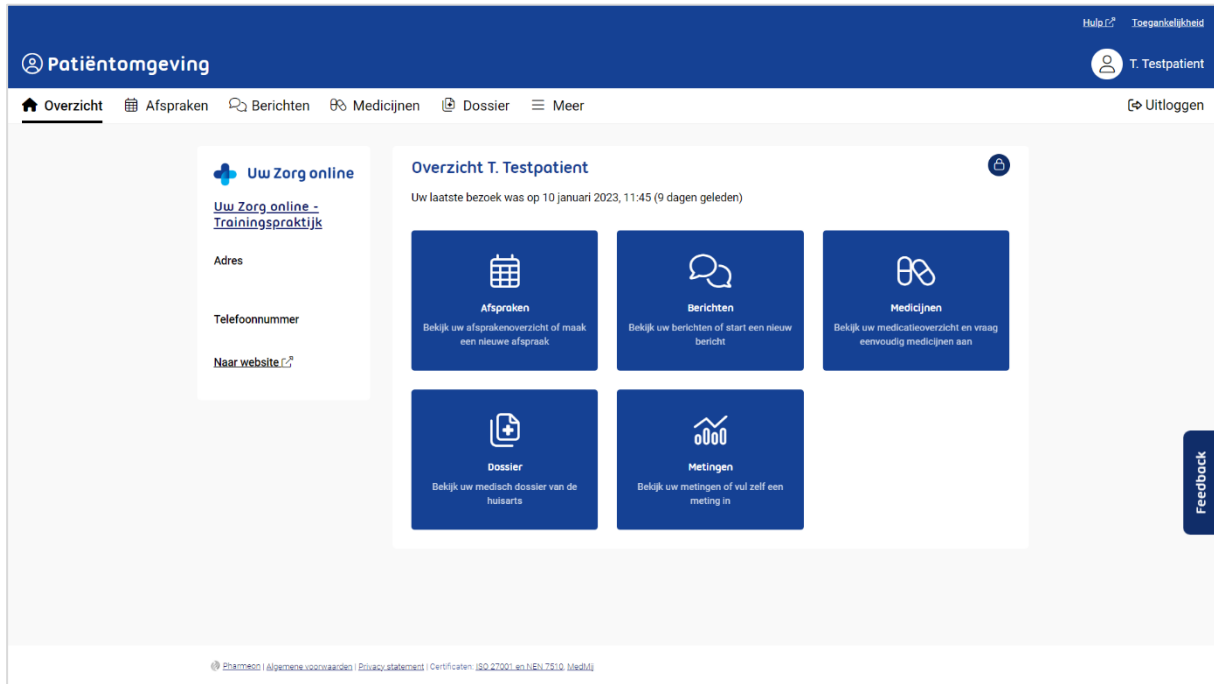 Hulp Toegankelijkheid
Patiëntomgeving
T. Testpatient
Overzicht Afspraken Berichten Medicijnen Dossier Meer Uitloggen
Uw Zorg online
Uw Zorg online -
Trainingspraktijk
Adres
Telefoonnummer
Naar website
Overzicht T. Testpatient
Uw laatste bezoek was op 10 januari 2023, 11:45 (9 dagen geleden)
Afspraken
Bekijk uw afsprakenoverzicht of maak
een nieuwe afspraak
Berichten
Bekijk uw berichten of start een nieuw
bericht
Medicijnen
Bekijk uw medicatieoverzicht en vraag
eenvoudig medicijnen aan
Dossier
Bekijk uw medisch dossier van de
huisarts
Metingen
Bekijk uw metingen of vul zelf een
meting in
Feedback
Pharmeon | Algemene voorwaarden | Privacy statement | Certificaten: ISO 27001 en NEN 7510, MedMij